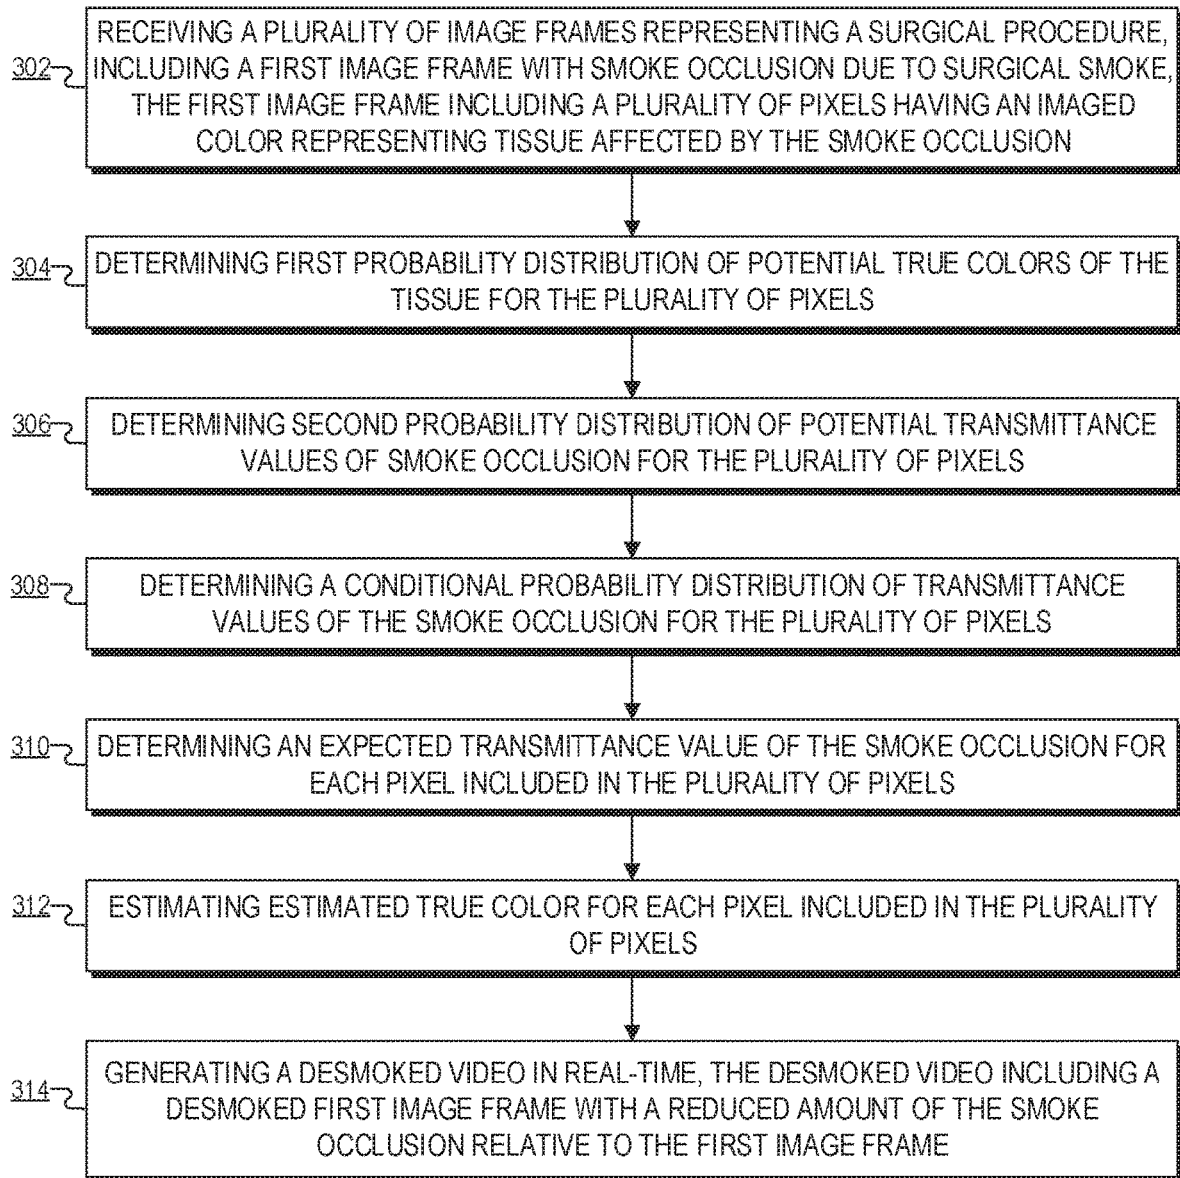 RECEIVING A PLURALITY OF IMAGE FRAMES REPRESENTING A SURGICAL PROCEDURE,
302 INCLUDING A FIRST IMAGE FRAME WITH SMOKE OCCLUSION DUE TO SURGICAL SMOKE,
THE FIRST IMAGE FRAME INCLUDING A PLURALITY OF PIXELS HAVING AN IMAGED
COLOR REPRESENTING TISSUE AFFECTED BY THE SMOKE OCCLUSION
304 DETERMINING FIRST PROBABILITY DISTRIBUTION OF POTENTIAL TRUE COLORS OF THE
TISSUE FOR THE PLURALITY OF PIXELS
306 DETERMINING SECOND PROBABILITY DISTRIBUTION OF POTENTIAL TRANSMITTANCE
VALUES OF SMOKE OCCLUSION FOR THE PLURALITY OF PIXELS
308 DETERMINING A CONDITIONAL PROBABILITY DISTRIBUTION OF TRANSMITTANCE
VALUES OF THE SMOKE OCCLUSION FOR THE PLURALITY OF PIXELS
310 DETERMINING AN EXPECTED TRANSMITTANCE VALUE OF THE SMOKE OCCLUSION FOR
EACH PIXEL INCLUDED IN THE PLURALITY OF PIXELS
312 ESTIMATING ESTIMATED TRUE COLOR FOR EACH PIXEL INCLUDED IN THE PLURALITY
OF PIXELS
314 GENERATING A DESMOKED VIDEO IN REAL-TIME, THE DESMOKED VIDEO INCLUDING A
DESMOKED FIRST IMAGE FRAME WITH A REDUCED AMOUNT OF THE SMOKE
OCCLUSION RELATIVE TO THE FIRST IMAGE FRAME